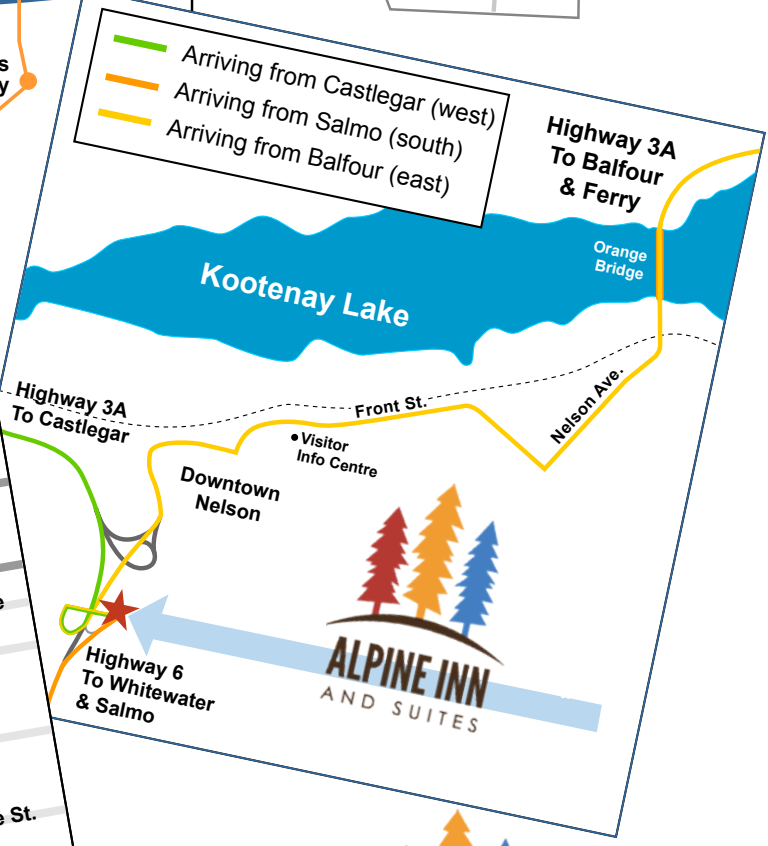 s
y
Arriving from Castlegar (west)
Arriving from Salmo (south)
Arriving from Balfour (east)
Highway 3A
To Balfour
& Ferry
Orange
Bridge
Kootenay Lake
Nelson Ave.
Front St.
Highway 3A
To Castlegar
Visitor
Info Centre
Downtown
Nelson
Highway 6
To Whitewater
& Salmo
ALPINE INN
AND SUITES
e
e St.